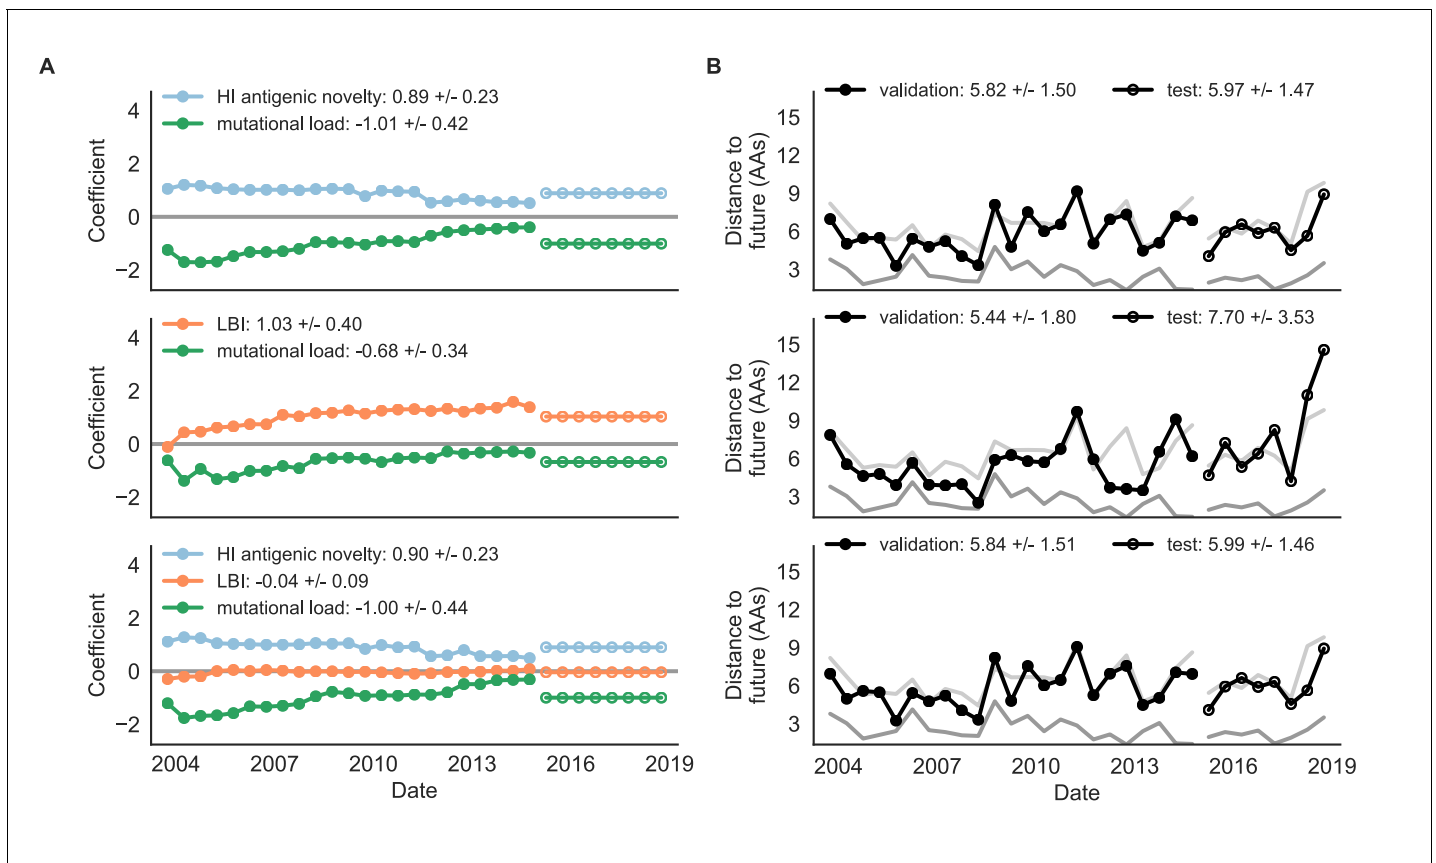 A
HI antigenic novelty: 0.89 +/- 0.23
mutational load: -1.01 +/- 0.42
Coefficient
4
2
0
−2
LBI: 1.03 +/- 0.40
mutational load: -0.68 +/- 0.34
Coefficient
4
2
0
−2
HI antigenic novelty: 0.90 +/- 0.23
LBI: -0.04 +/- 0.09
mutational load: -1.00 +/- 0.44
Coefficient
4
2
0
−2
2004 2007 2010 2013 2016 2019
Date
B
validation: 5.82 +/- 1.50 test: 5.97 +/- 1.47
Distance to
future (AAs)
15
12
9
6
3
validation: 5.44 +/- 1.80 test: 7.70 +/- 3.53
Distance to
future (AAs)
15
12
9
6
3
validation: 5.84 +/- 1.51 test: 5.99 +/- 1.46
Distance to
future (AAs)
15
12
9
6
3
2004 2007 2010 2013 2016 2019
Date